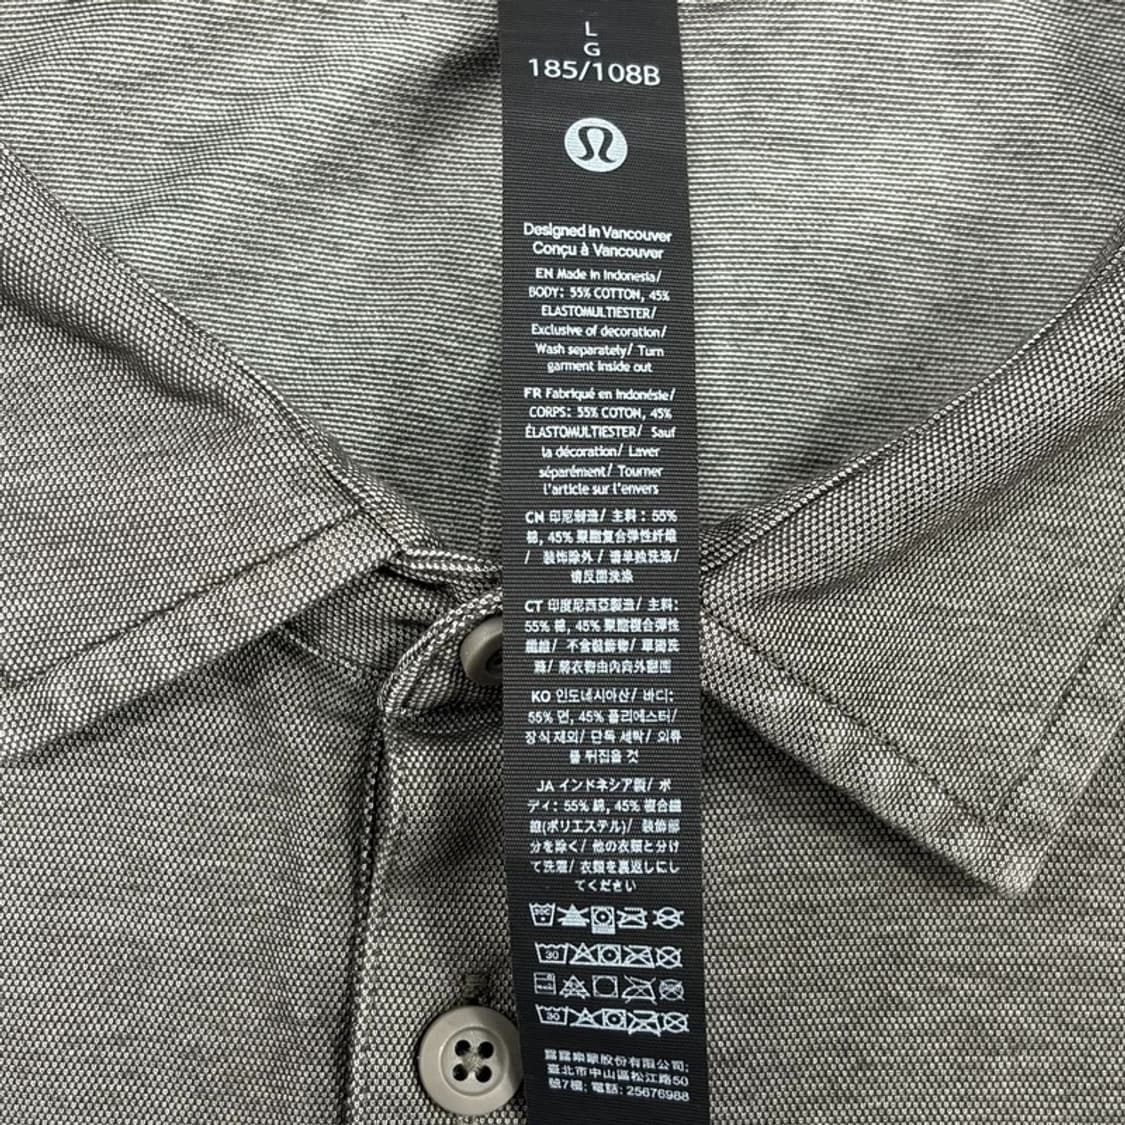 L
G
185/108B
Designed in Vancouver
Conçu à Vancouver
EN Made in Indonesia/
BODY: 55% COTTON, 45%
ELASTOMULTIESTER/
Exclusive of decoration/
Wash separately/ Turn
garment inside out
FR Fabriqué en Indonésie/
CORPS: 55% COTON, 45%
ÉLASTOMULTIESTER/ Sauf
la décoration/ Laver
séparément/ Tourner
l'article sur l'envers
CN 印尼制造/ 主料: 55%
棉, 45% 聚酯复合弹性纤维
/ 装饰除外 / 请单独洗涤/
请反面洗涤
CT 印度尼西亞製造/ 主料:
55% 棉, 45% 聚酯複合彈性
纖維/ 不含裝飾物/ 單獨洗
滌/ 將衣物由內向外翻面
KO 인도네시아산/ 바디:
55% 면, 45% 폴리에스터/
장식 제외/ 단독 세탁/ 의류
를 뒤집을 것
JA インドネシア製/ ボ
ディ: 55% 綿, 45% 複合繊
維(ポリエステル)/ 装飾部
分を除く/ 他の衣類と分け
て洗濯/ 衣類を裏返しにし
てください
30
30
股份有限公司:
臺北市中山區松江路50
號7樓; 電話: 25676988